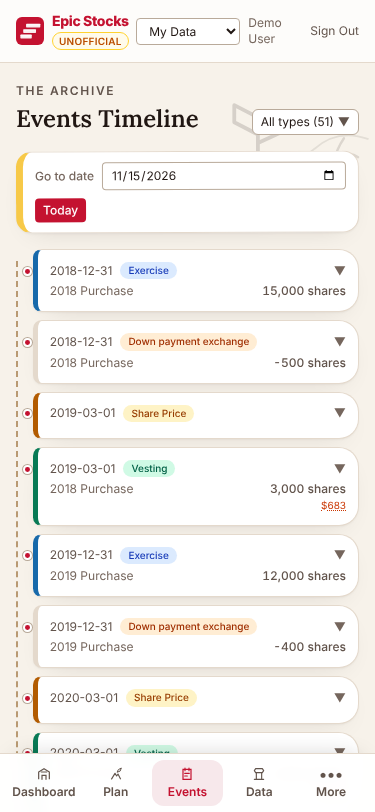 Epic Stocks
UNOFFICIAL
My Data
Demo User
Sign Out
THE ARCHIVE
Events Timeline
All types (51) ▼
Go to date 11/15/2026
Today
2018-12-31 Exercise ▼
2018 Purchase 15,000 shares
2018-12-31 Down payment exchange ▼
2018 Purchase -500 shares
2019-03-01 Share Price ▼
2019-03-01 Vesting ▼
2018 Purchase 3,000 shares
$683
2019-12-31 Exercise ▼
2019 Purchase 12,000 shares
2019-12-31 Down payment exchange ▼
2019 Purchase -400 shares
2020-03-01 Share Price ▼
2020-03-01 Vesting ▼
Dashboard Plan Events Data More